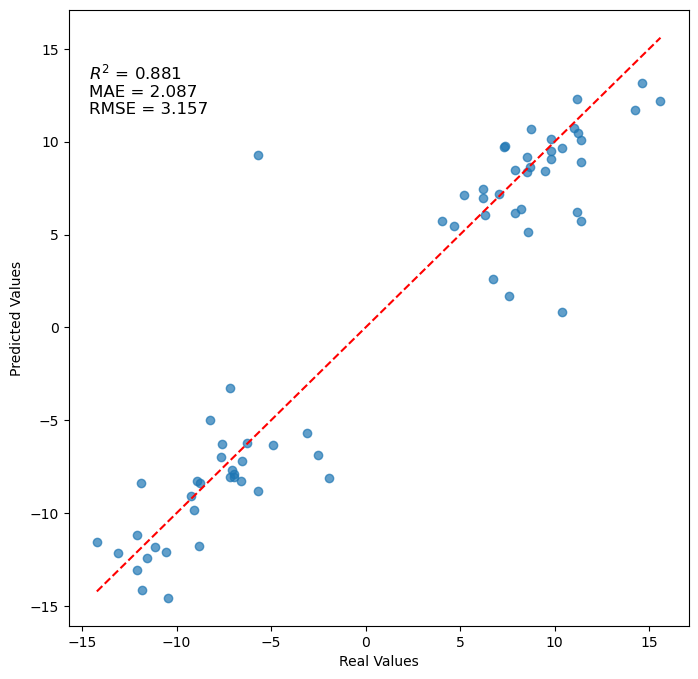 R² = 0.881
MAE = 2.087
RMSE = 3.157
Predicted Values
15
10
5
0
−5
−10
−15
−15
−10
−5
0
5
10
15
Real Values